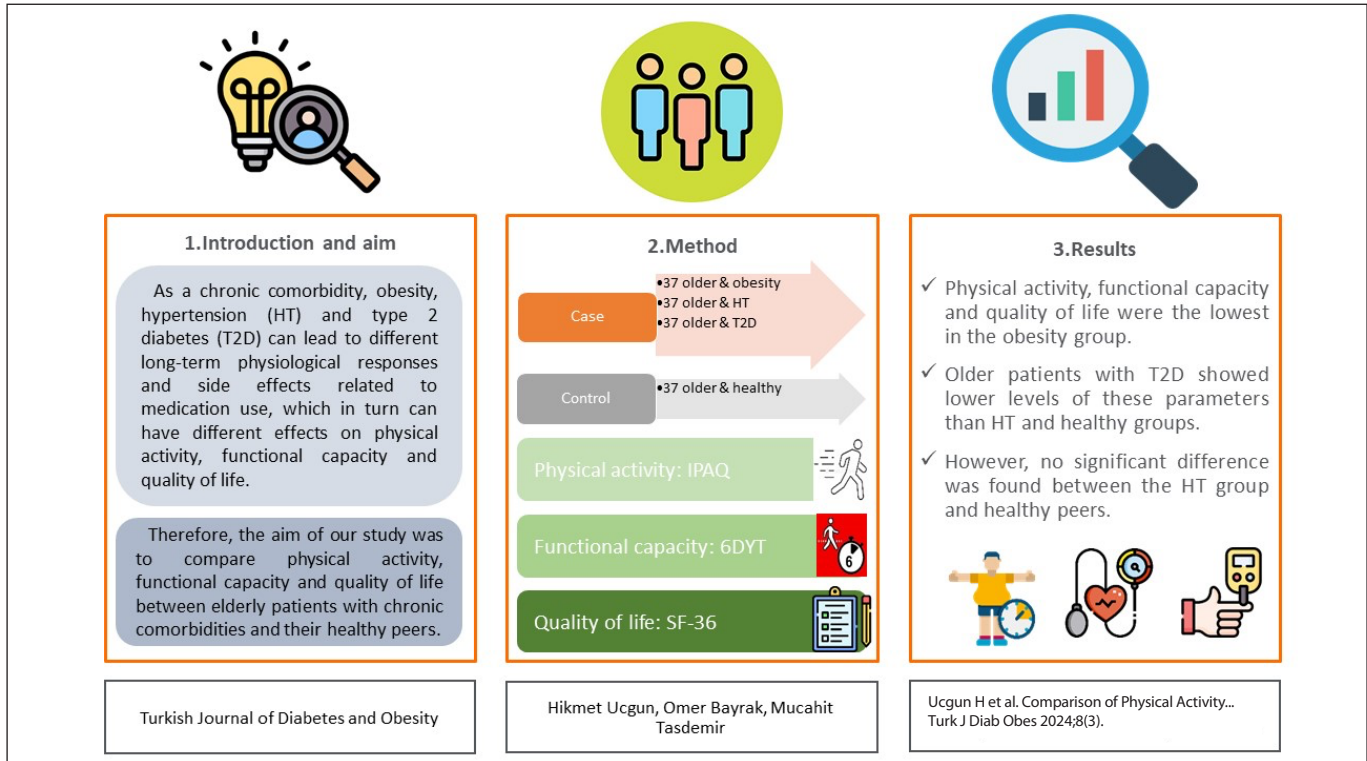 1.Introduction and aim
As a chronic comorbidity, obesity,
hypertension (HT) and type 2
diabetes (T2D) can lead to different
long-term physiological responses
and side effects related to
medication use, which in turn can
have different effects on physical
activity, functional capacity and
quality of life.
Therefore, the aim of our study was
to compare physical activity,
functional capacity and quality of life
between elderly patients with chronic
comorbidities and their healthy peers.
Turkish Journal of Diabetes and Obesity
2.Method
Case
•37 older & obesity
•37 older & HT
•37 older & T2D
Control
•37 older & healthy
Physical activity: IPAQ
Functional capacity: 6DYT
6
Quality of life: SF-36
Hikmet Ucgun, Omer Bayrak, Mucahit
Tasdemir
3.Results
✓ Physical activity, functional capacity
and quality of life were the lowest
in the obesity group.
✓ Older patients with T2D showed
lower levels of these parameters
than HT and healthy groups.
✓ However, no significant difference
was found between the HT group
and healthy peers.
Ucgun H et al. Comparison of Physical Activity...
Turk J Diab Obes 2024;8(3).